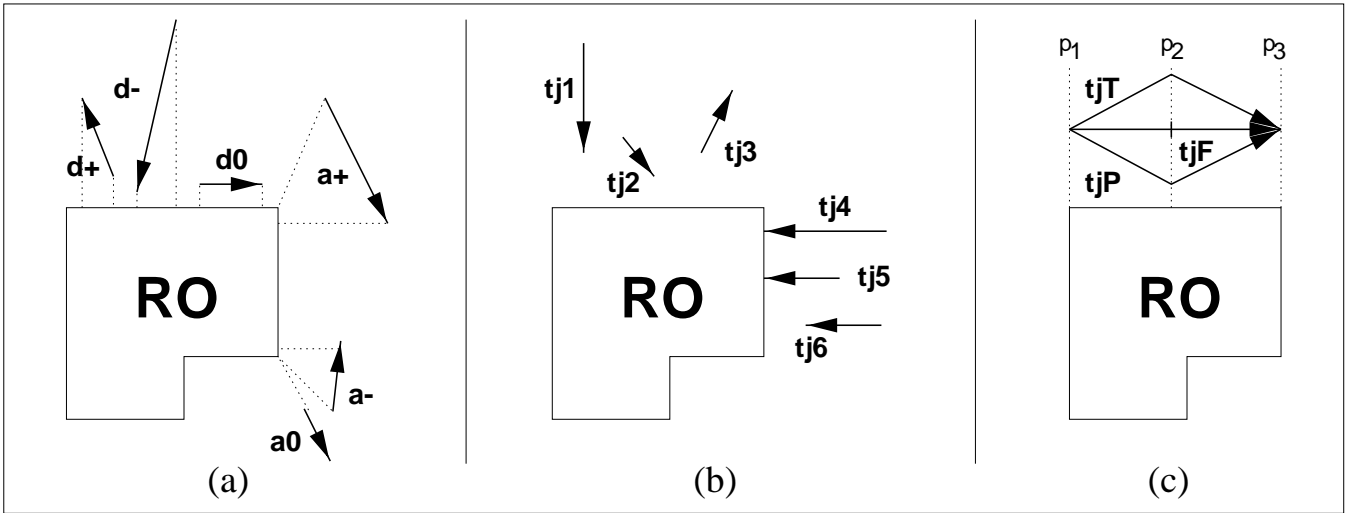 d-
d+
d0
a+
RO
a-
a0
(a)
tj1
tj2
tj3
tj4
tj5
RO
tj6
(b)
p1 p2 p3
tjT
tjF
tjP
RO
(c)